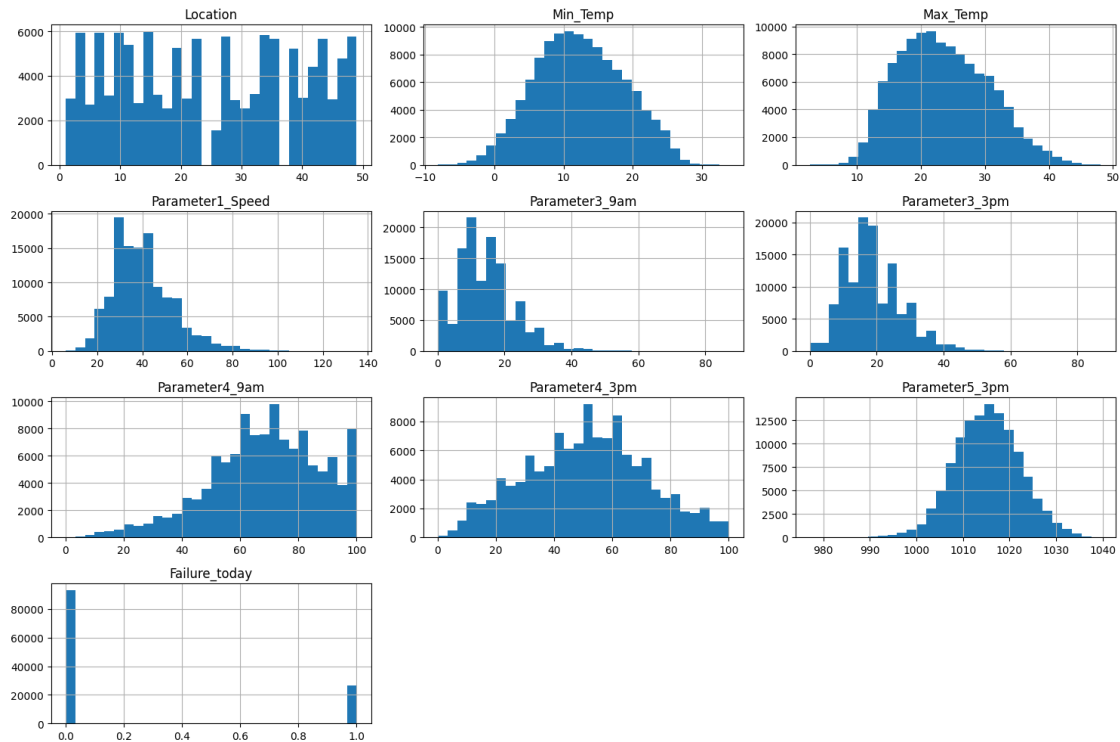 Location
6000
4000
2000
0
0 10 20 30 40 50
Min_Temp
10000
8000
6000
4000
2000
0
−10 0 10 20 30
Max_Temp
10000
8000
6000
4000
2000
0
10 20 30 40 50
Parameter1_Speed
20000
15000
10000
5000
0
20 40 60 80 100 120 140
Parameter3_9am
20000
15000
10000
5000
0
0 20 40 60 80
Parameter3_3pm
20000
15000
10000
5000
0
0 20 40 60 80
Parameter4_9am
10000
8000
6000
4000
2000
0
0 20 40 60 80 100
Parameter4_3pm
8000
6000
4000
2000
0
0 20 40 60 80 100
Parameter5_3pm
12500
10000
7500
5000
2500
0
980 990 1000 1010 1020 1030 1040
Failure_today
80000
60000
40000
20000
0
0.0 0.2 0.4 0.6 0.8 1.0